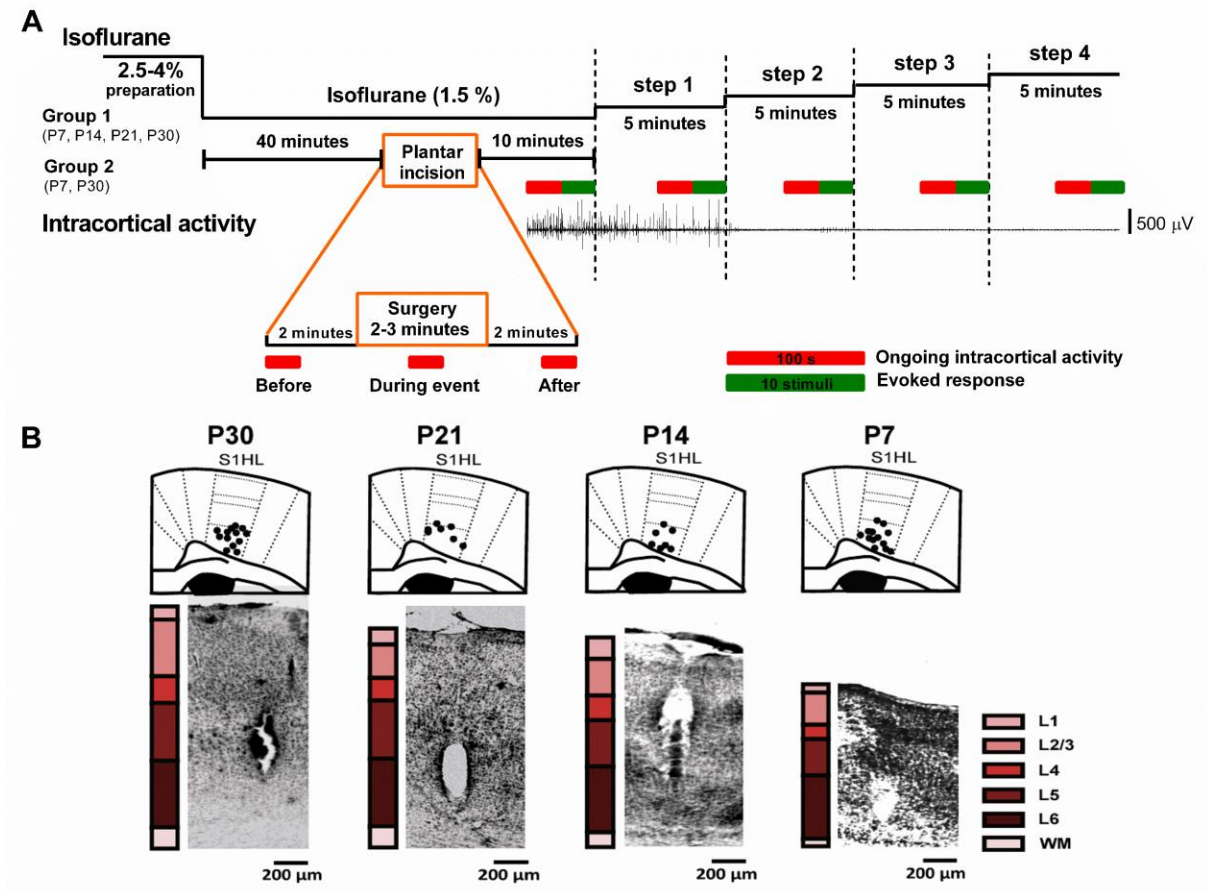 A
Isoflurane
2.5-4%
preparation
Isoflurane (1.5 %)
step 1
step 2
step 3
step 4
5 minutes
5 minutes
5 minutes
5 minutes
Group 1
(P7, P14, P21, P30)
40 minutes
Plantar
incision
10 minutes
Group 2
(P7, P30)
Intracortical activity
500 µV
2 minutes
Surgery
2-3 minutes
2 minutes
Before
During event
After
100 s
Ongoing intracortical activity
10 stimuli
Evoked response
B
P30
P21
P14
P7
S1HL
S1HL
S1HL
S1HL
L1
L2/3
L4
L5
L6
WM
200 µm
200 µm
200 µm
200 µm